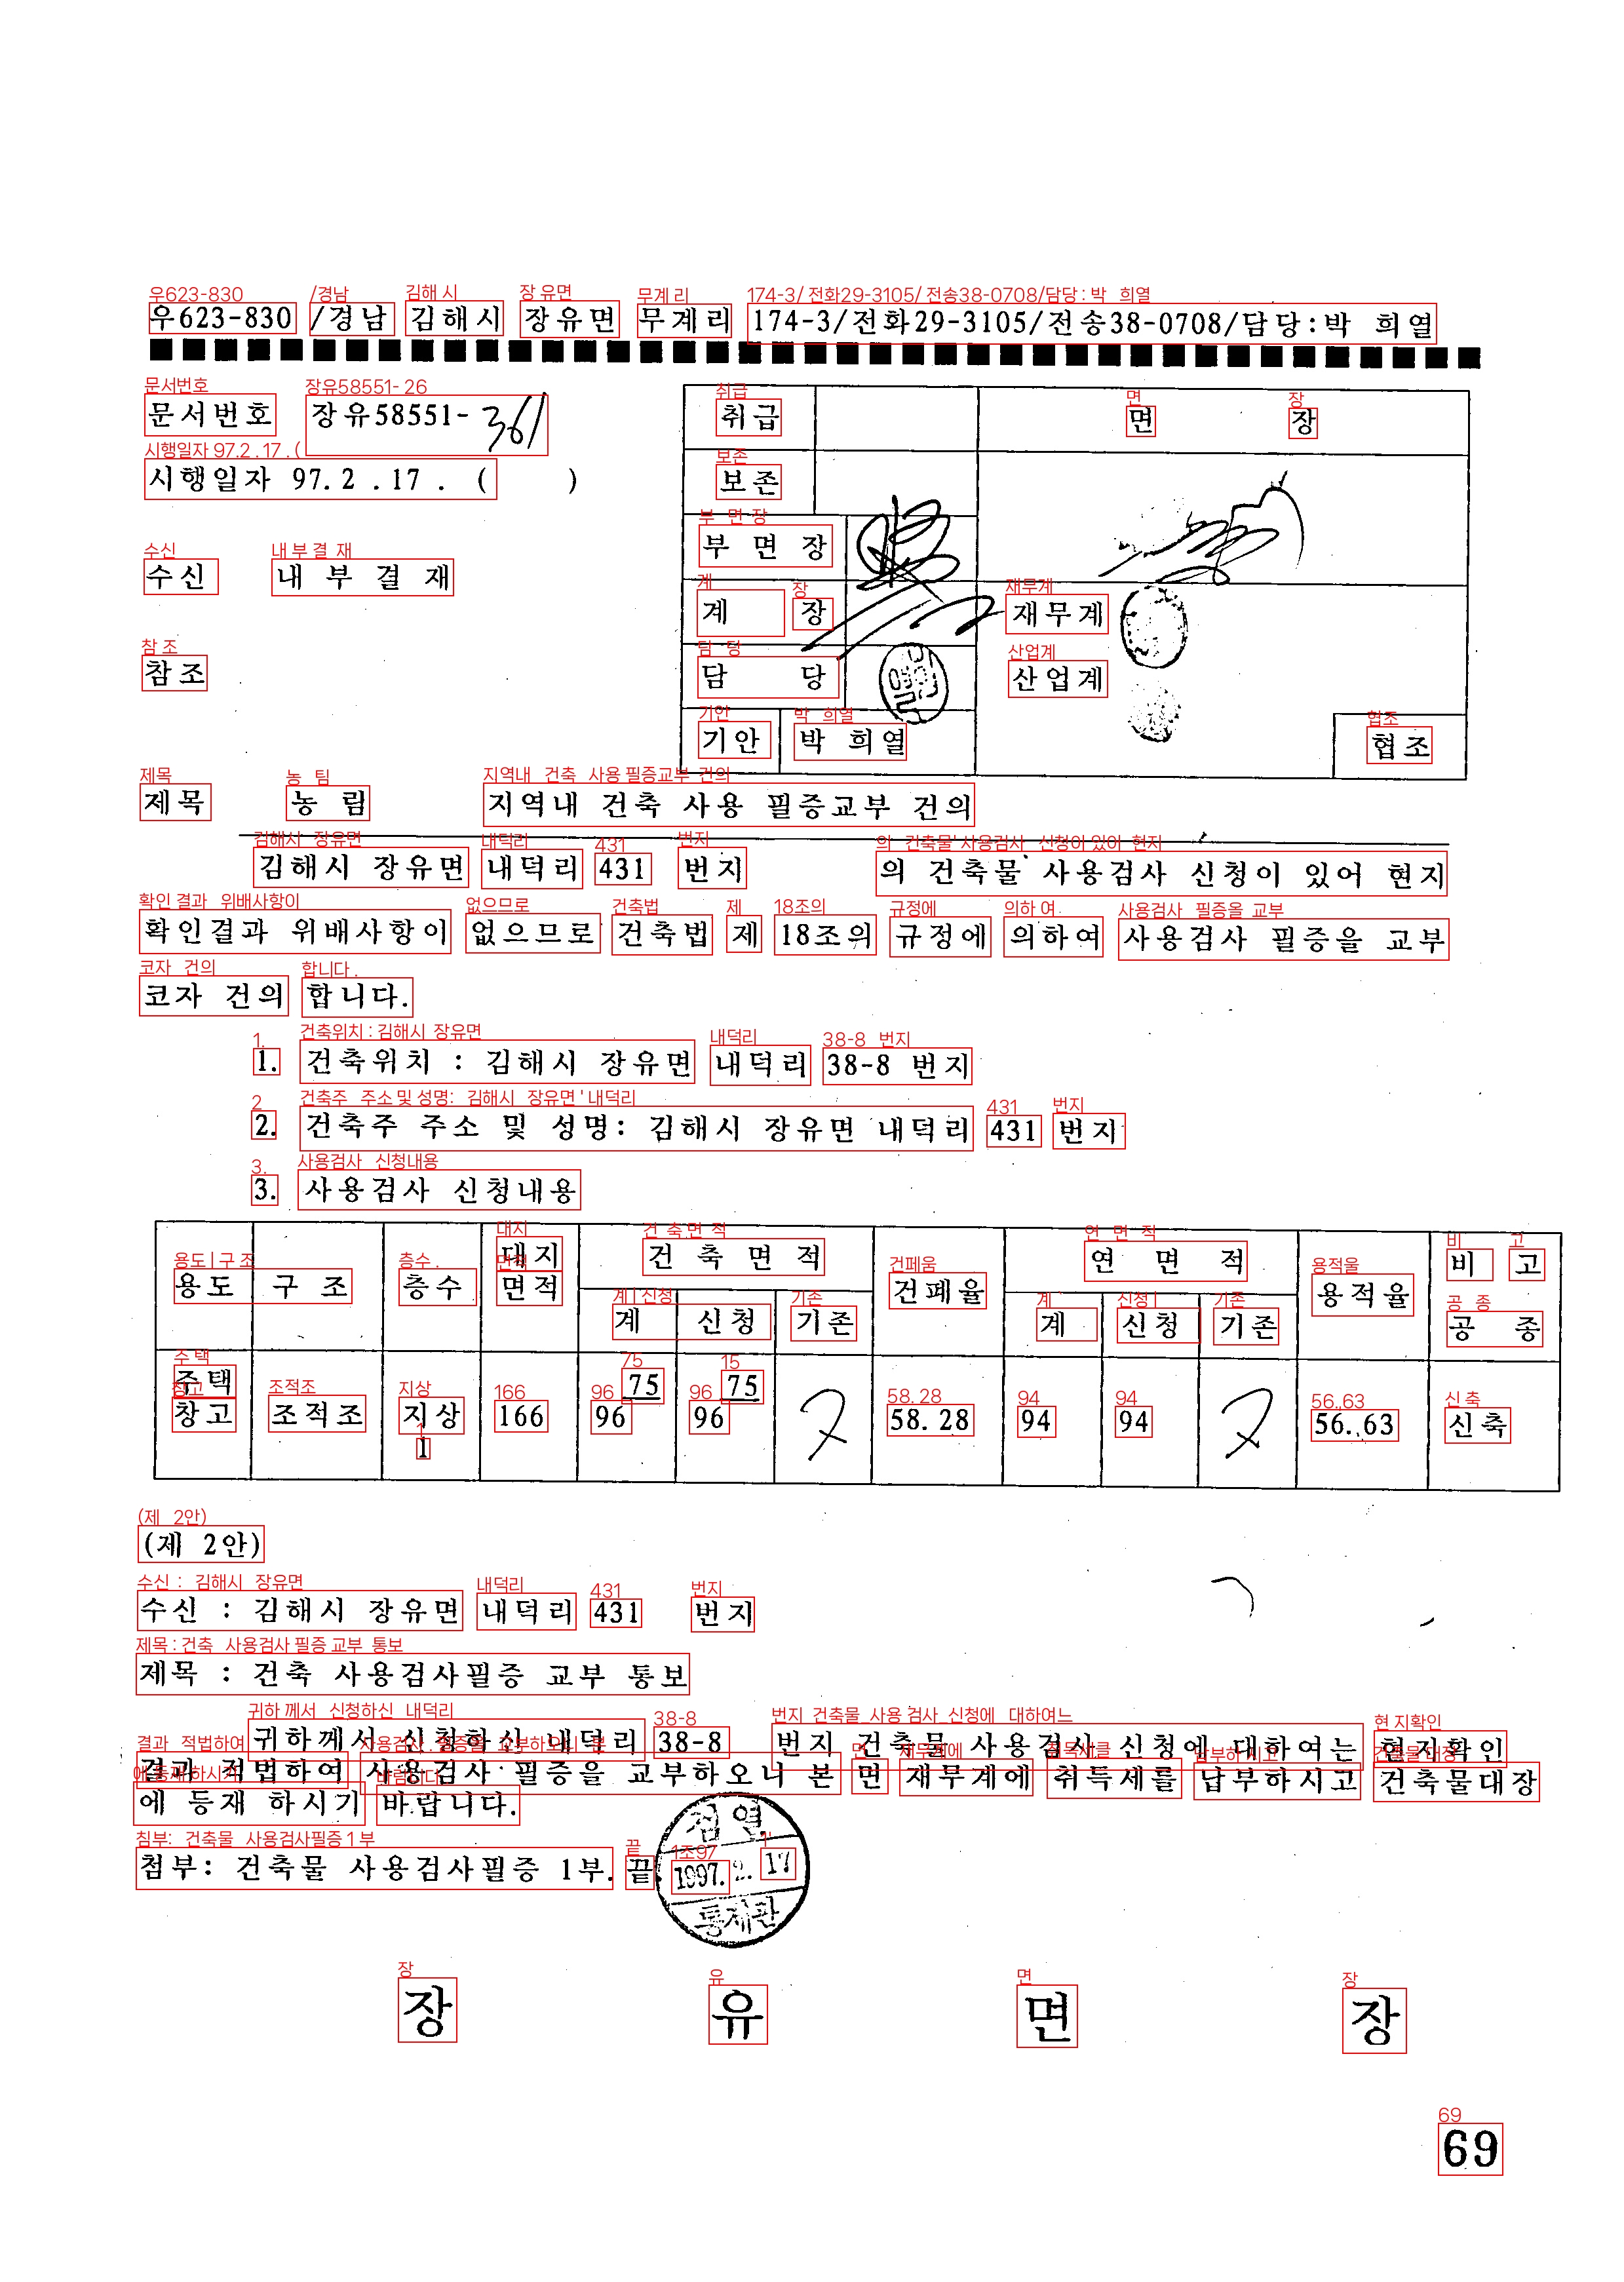 우623-830 /경남 김해시 장유면 무계리 174-3/전화29-3105/전송38-0708/담당:박 희열
문서번호 장유58551-361
시행일자 97. 2 . 17 . ( )
수신 내 부 결 재
참조
취급 면 장
보존
부 면 장
계 장 재무계
담 당 산업계
기안 박 희열 협조
제목 농 림 지역내 건축 사용 필증교부 건의
김해시 장유면 내덕리 431 번지 의 건축물 사용검사 신청이 있어 현지
확인결과 위배사항이 없으므로 건축법 제 18조의 규정에 의하여 사용검사 필증을 교부
코자 건의 합니다.
1. 건축위치 : 김해시 장유면 내덕리 38-8 번지
2. 건축주 주소 및 성명: 김해시 장유면 내덕리 431 번지
3. 사용검사 신청내용
용도 구 조 층수 대지 면적 건 축 면 적 건폐율 연 면 적 용적율 비 고
계 신청 기존 계 신청 기존 공 종
주택 75 75
창고 조적조 지상 166 96 96 58. 28 94 94 56. 63 신축
1
(제 2안)
수신 : 김해시 장유면 내덕리 431 번지
제목 : 건축 사용검사필증 교부 통보
귀하께서 신청하신 내덕리 38-8 번지 건축물 사용검사 신청에 대하여는 현지확인
결과 적법하여 사용검사 필증을 교부하오니 본 면 재무계에 취득세를 납부하시고 건축물대장
에 등재 하시기 바랍니다.
첨부: 건축물 사용검사필증 1부. 끝
검 열
1997. 2. 17
통제관
장 유 면 장
69